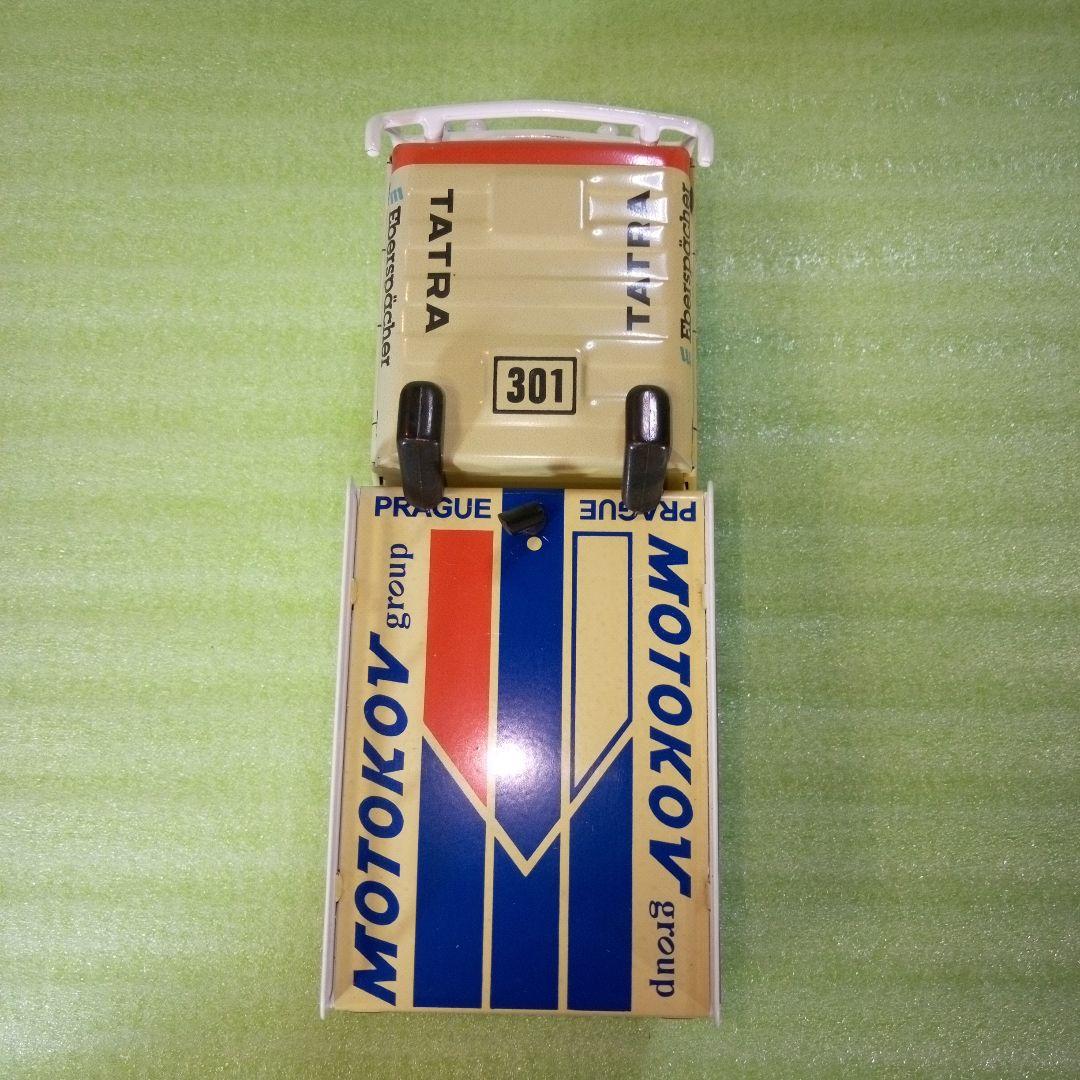 TATRA
TATRA
Eberspächer
Eberspächer
301
PRAGUE
PRAGUE
MOTOKOV
group
MOTOKOV
group